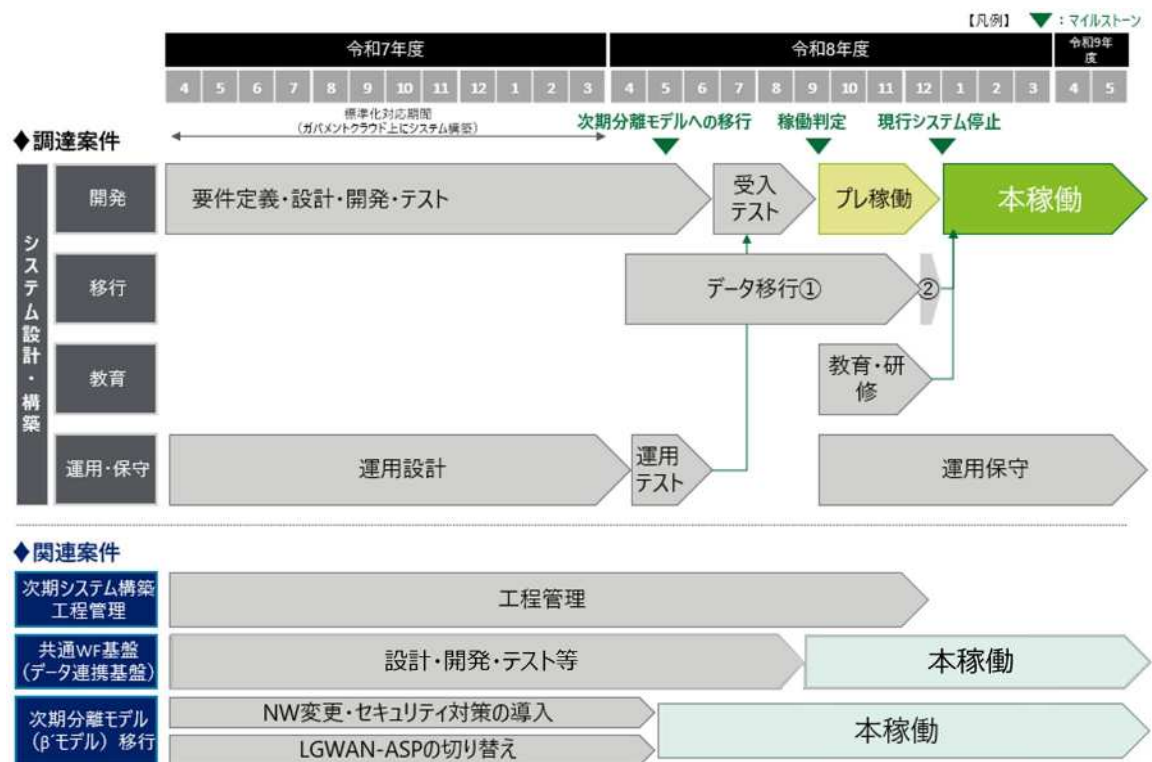 【凡例】 ▼：マイルストーン
令和7年度
令和8年度
令和9年
度
4 5 6 7 8 9 10 11 12 1 2 3 4 5 6 7 8 9 10 11 12 1 2 3 4 5
標準化対応期間
(ガバメントクラウド上にシステム構築)
次期分離モデルへの移行
稼働判定
現行システム停止
◆調達案件
システム設計・構築
開発
要件定義・設計・開発・テスト
受入
テスト
プレ稼働
本稼働
移行
データ移行①
②
教育
教育・研
修
運用・保守
運用設計
運用
テスト
運用保守
◆関連案件
次期システム構築
工程管理
工程管理
共通WF基盤
(データ連携基盤)
設計・開発・テスト等
本稼働
次期分離モデル
(β´モデル) 移行
NW変更・セキュリティ対策の導入
LGWAN-ASPの切り替え
本稼働